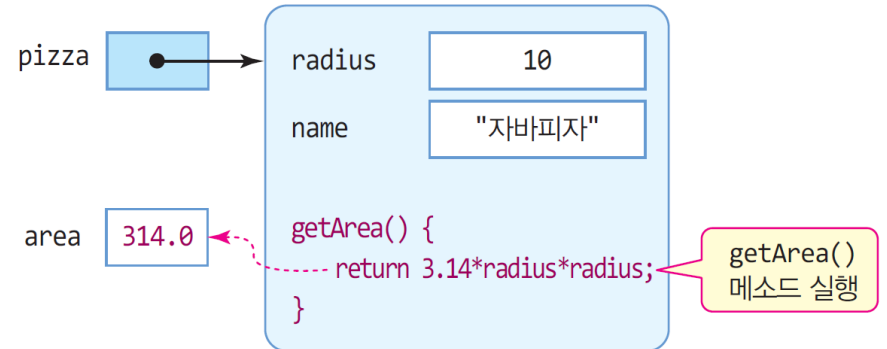 pizza
radius 10
name "자바피자"
area 314.0
getArea() {
return 3.14*radius*radius;
}
getArea()
메소드 실행